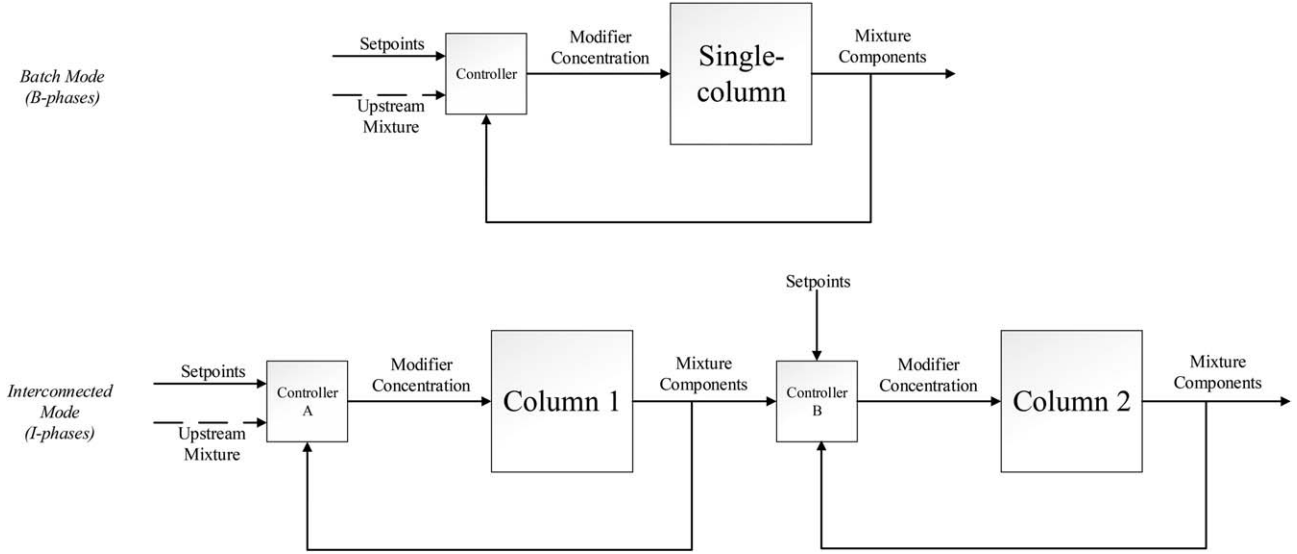 Batch Mode
(B-phases)
Setpoints
Upstream
Mixture
Controller
Modifier
Concentration
Single-
column
Mixture
Components
Interconnected
Mode
(I-phases)
Setpoints
Upstream
Mixture
Controller
A
Modifier
Concentration
Column 1
Mixture
Components
Setpoints
Controller
B
Modifier
Concentration
Column 2
Mixture
Components